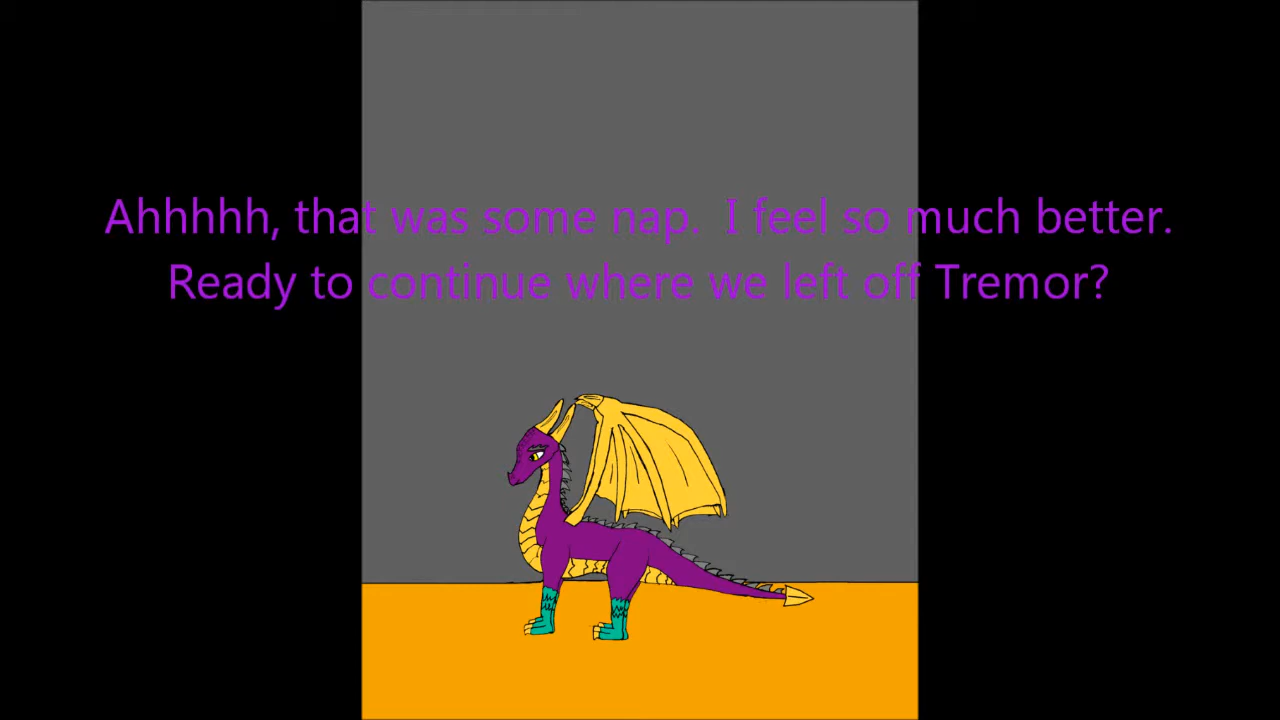 Ahhhhh, that was some nap.  I feel so much better.
Ready to continue where we left off Tremor?